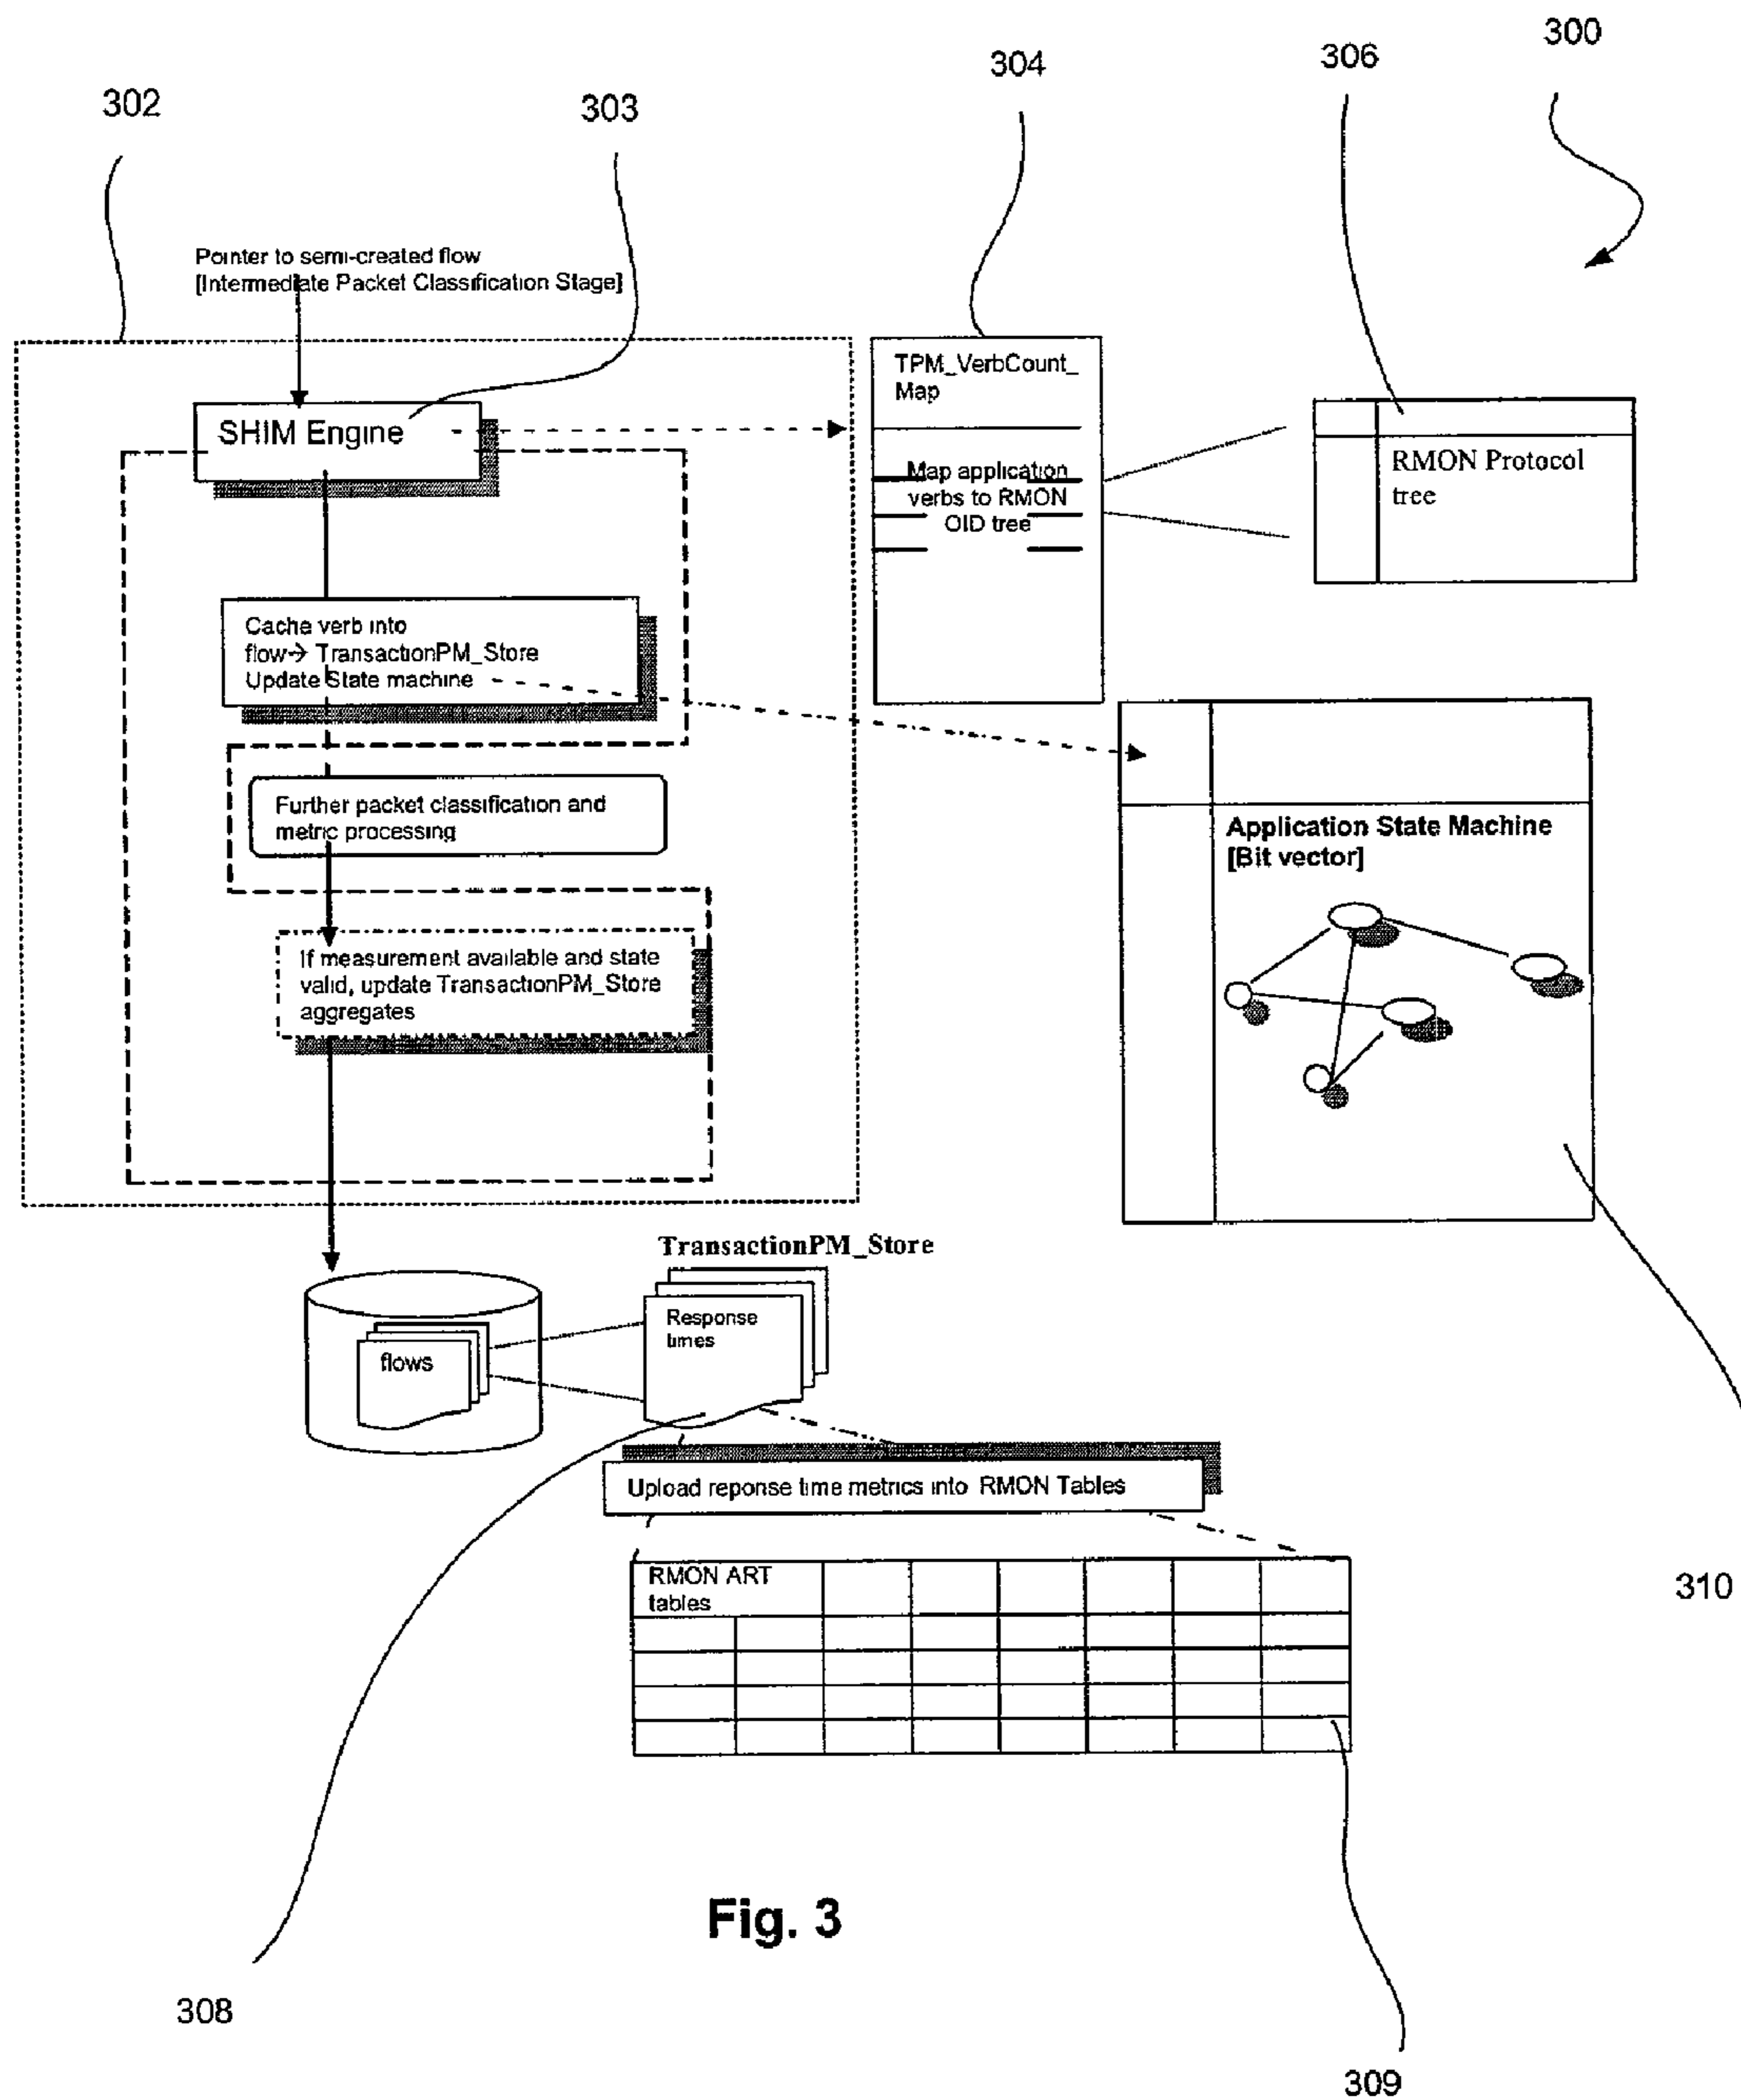 300
306
304
302
303
Pointer to semi-created flow
[Intermediate Packet Classification Stage]
SHIM Engine
TPM_VerbCount_
Map
Map application
verbs to RMON
OID tree
RMON Protocol
tree
Cache verb into
flow→ TransactionPM_Store
Update State machine
Further packet classification and
metric processing
If measurement available and state
valid, update TransactionPM_Store
aggregates
Application State Machine
[Bit vector]
TransactionPM_Store
Response
times
flows
Upload reponse time metrics into RMON Tables
RMON ART
tables
310
Fig. 3
308
309